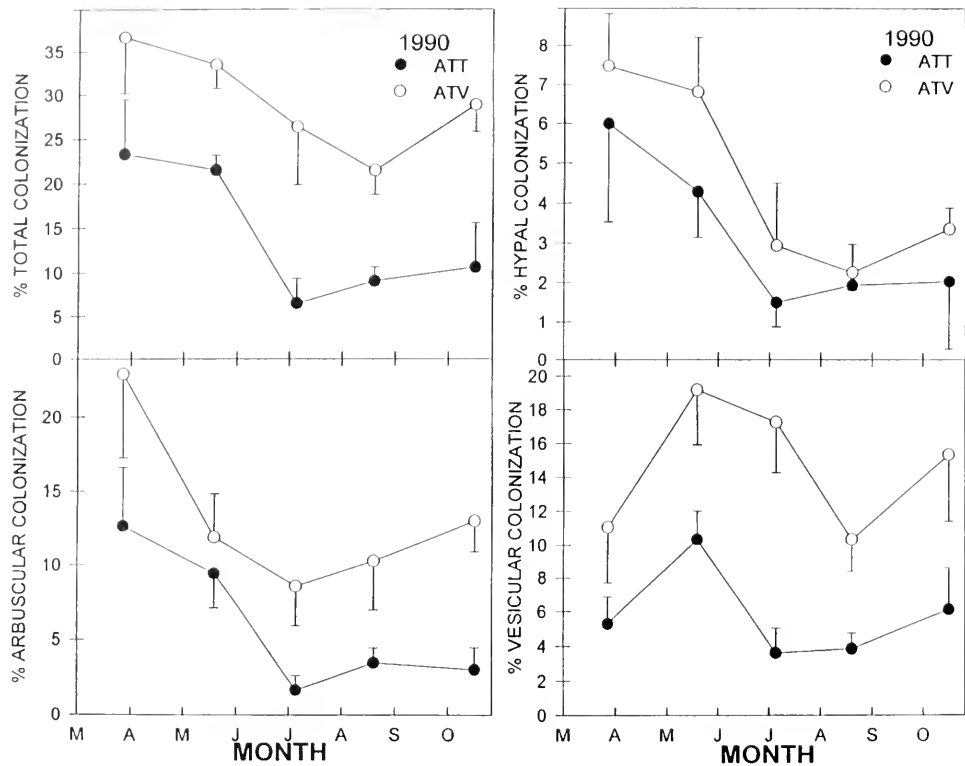 % TOTAL COLONIZATION
35
30
25
20
15
10
5
0
1990
ATT
ATV
% HYPAL COLONIZATION
8
7
6
5
4
3
2
1
0
1990
ATT
ATV
% ARBUSCULAR COLONIZATION
20
15
10
5
0
M A M J J A S O
MONTH
% VESICULAR COLONIZATION
20
18
16
14
12
10
8
6
4
2
0
M A M J J A S O
MONTH